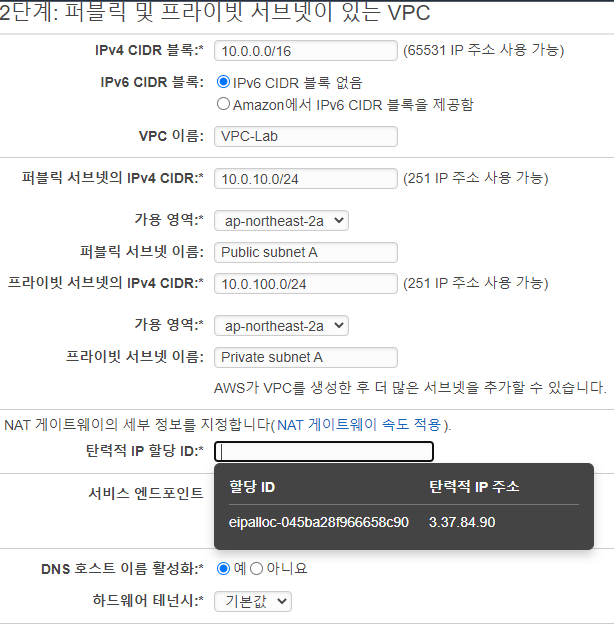 2단계: 퍼블릭 및 프라이빗 서브넷이 있는 VPC
IPv4 CIDR 블록:* 10.0.0.0/16 (65531 IP 주소 사용 가능)
IPv6 CIDR 블록: IPv6 CIDR 블록 없음
Amazon에서 IPv6 CIDR 블록을 제공함
VPC 이름: VPC-Lab
퍼블릭 서브넷의 IPv4 CIDR:* 10.0.10.0/24 (251 IP 주소 사용 가능)
가용 영역:* ap-northeast-2a
퍼블릭 서브넷 이름: Public subnet A
프라이빗 서브넷의 IPv4 CIDR:* 10.0.100.0/24 (251 IP 주소 사용 가능)
가용 영역:* ap-northeast-2a
프라이빗 서브넷 이름: Private subnet A
AWS가 VPC를 생성한 후 더 많은 서브넷을 추가할 수 있습니다.
NAT 게이트웨이의 세부 정보를 지정합니다(NAT 게이트웨이 속도 적용 ).
탄력적 IP 할당 ID:*
할당 ID 탄력적 IP 주소
서비스 엔드포인트
eipalloc-045ba28f966658c90 3.37.84.90
DNS 호스트 이름 활성화:* 예 아니요
하드웨어 테넌시:* 기본값